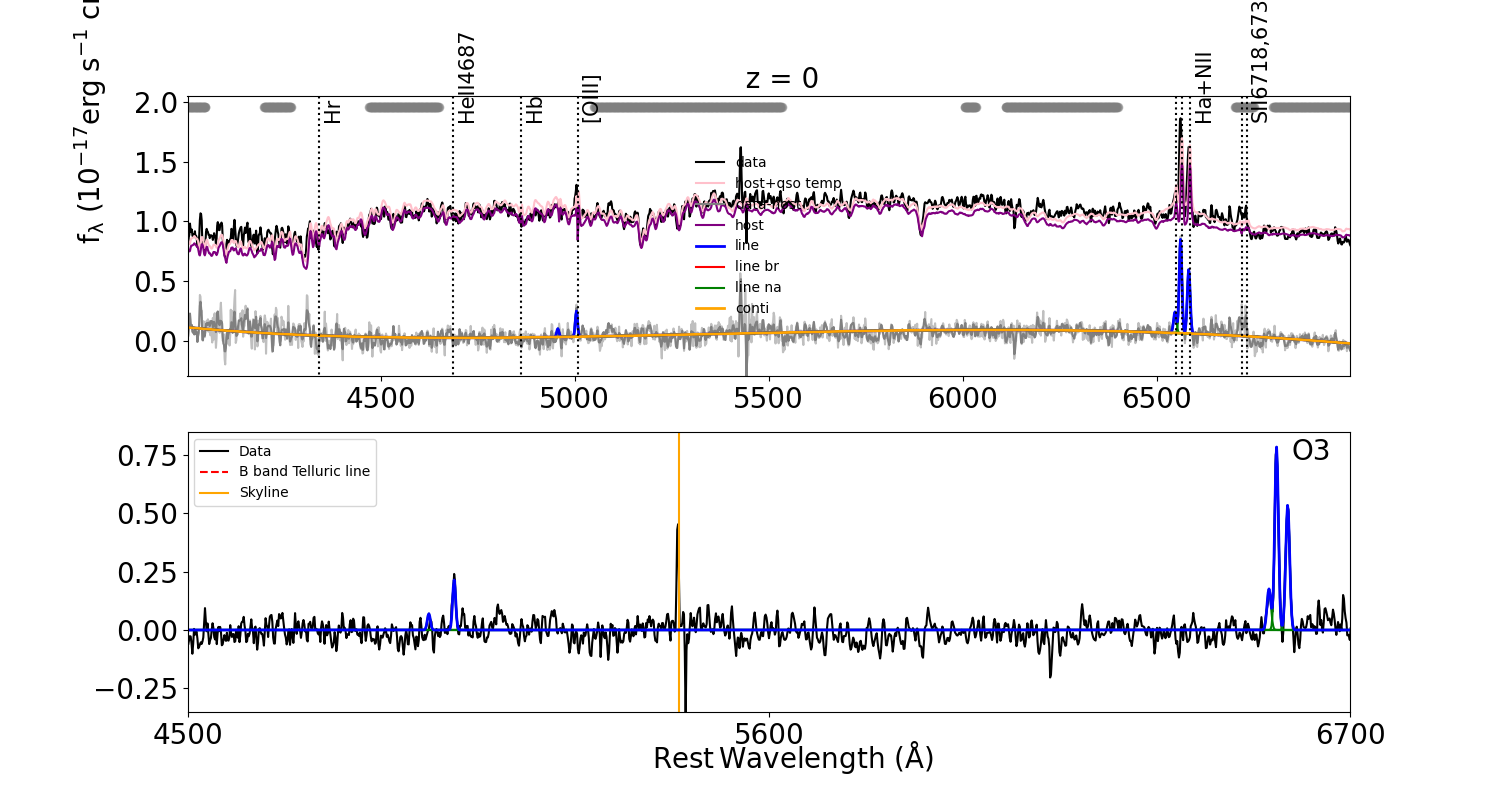 z = 0
f_λ (10⁻¹⁷erg s⁻¹
Hr
HeII4687
Hb
[OIII]
Ha+NII
SII6718,673
2.0
1.5
1.0
0.5
0.0
data
host+qso temp
host
line
line br
line na
conti
4500
5000
5500
6000
6500
Data
B band Telluric line
Skyline
O3
0.75
0.50
0.25
0.00
−0.25
4500
5600
6700
Rest Wavelength (Å)